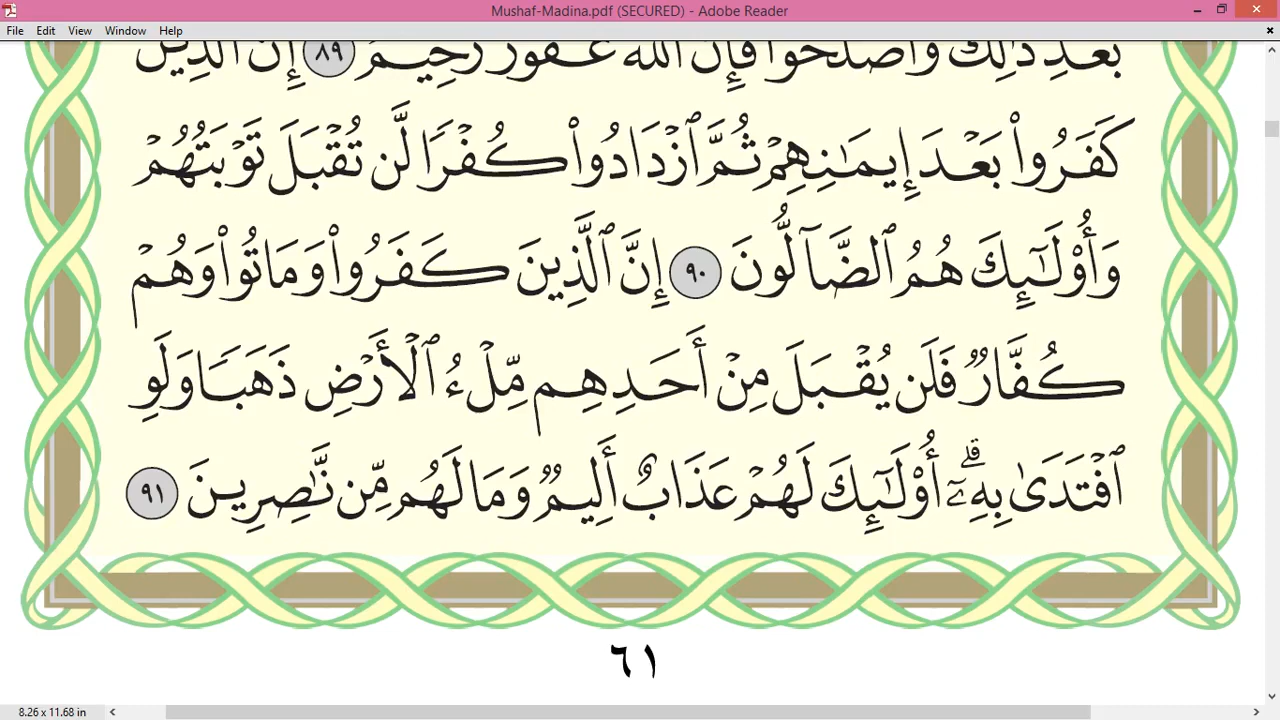 Mushaf-Madina.pdf (SECURED) - Adobe Reader
File Edit View Window Help
بَعْدِ ذَٰلِكَ وَأَصْلَحُوا۟ فَإِنَّ ٱللَّهَ غَفُورٌ رَّحِيمٌ ٨٩ إِنَّ ٱلَّذِينَ
كَفَرُوا۟ بَعْدَ إِيمَـٰنِهِمْ ثُمَّ ٱزْدَادُوا۟ كُفْرًا لَّن تُقْبَلَ تَوْبَتُهُمْ
وَأُو۟لَـٰٓئِكَ هُمُ ٱلضَّآلُّونَ ٩٠ إِنَّ ٱلَّذِينَ كَفَرُوا۟ وَمَاتُوا۟ وَهُمْ
كُفَّارٌ فَلَن يُقْبَلَ مِنْ أَحَدِهِم مِّلْءُ ٱلْأَرْضِ ذَهَبًا وَلَوِ
ٱفْتَدَىٰ بِهِۦٓ ۗ أُو۟لَـٰٓئِكَ لَهُمْ عَذَابٌ أَلِيمٌ وَمَا لَهُم مِّن نَّـٰصِرِينَ ٩١
٦١
8.26 x 11.68 in